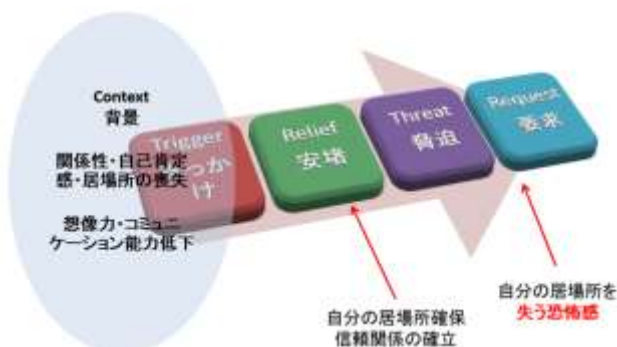 Context
背景
関係性・自己肯定
感・居場所の喪失
想像力・コミュニ
ケーション能力低下
Trigger
っか
け
Relief
安堵
Threat
脅迫
Request
要求
自分の居場所確保
信頼関係の確立
自分の居場所を
失う恐怖感